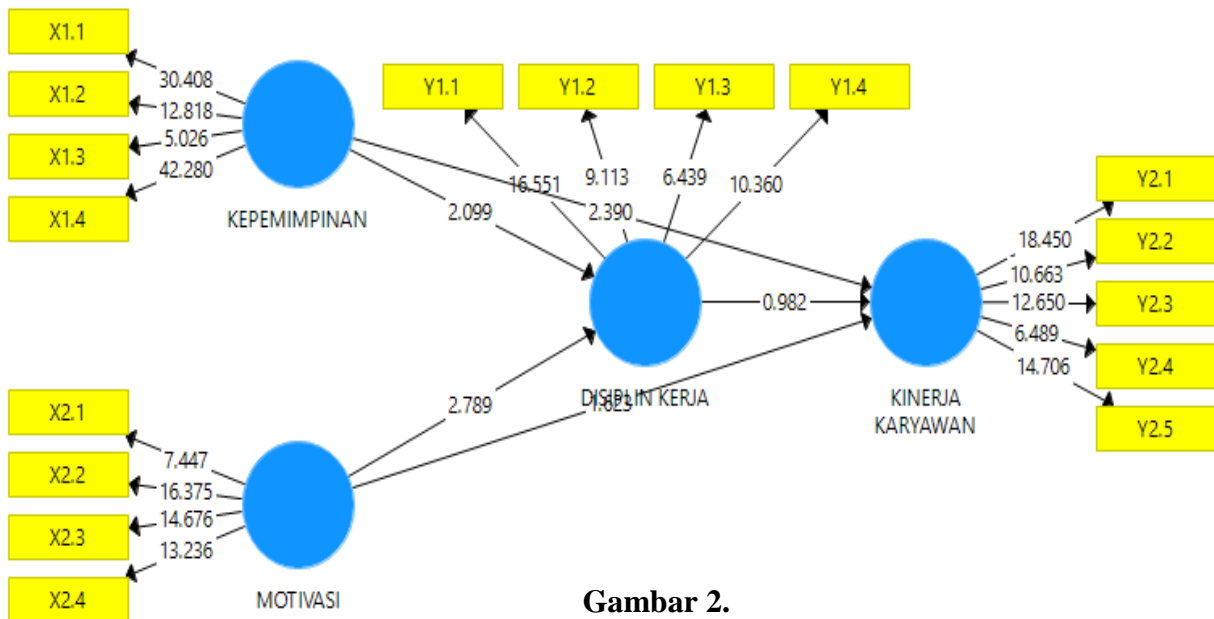 X1.1
X1.2
X1.3
X1.4
30.408
12.818
5.026
42.280
KEPEMIMPINAN
Y1.1
Y1.2
Y1.3
Y1.4
16.551
9.113
6.439
10.360
2.099
2.390
DISIPLIN KERJA
0.982
2.789
1.623
X2.1
X2.2
X2.3
X2.4
7.447
16.375
14.676
13.236
MOTIVASI
Y2.1
Y2.2
Y2.3
Y2.4
Y2.5
18.450
10.663
12.650
6.489
14.706
KINERJA
KARYAWAN
Gambar 2.